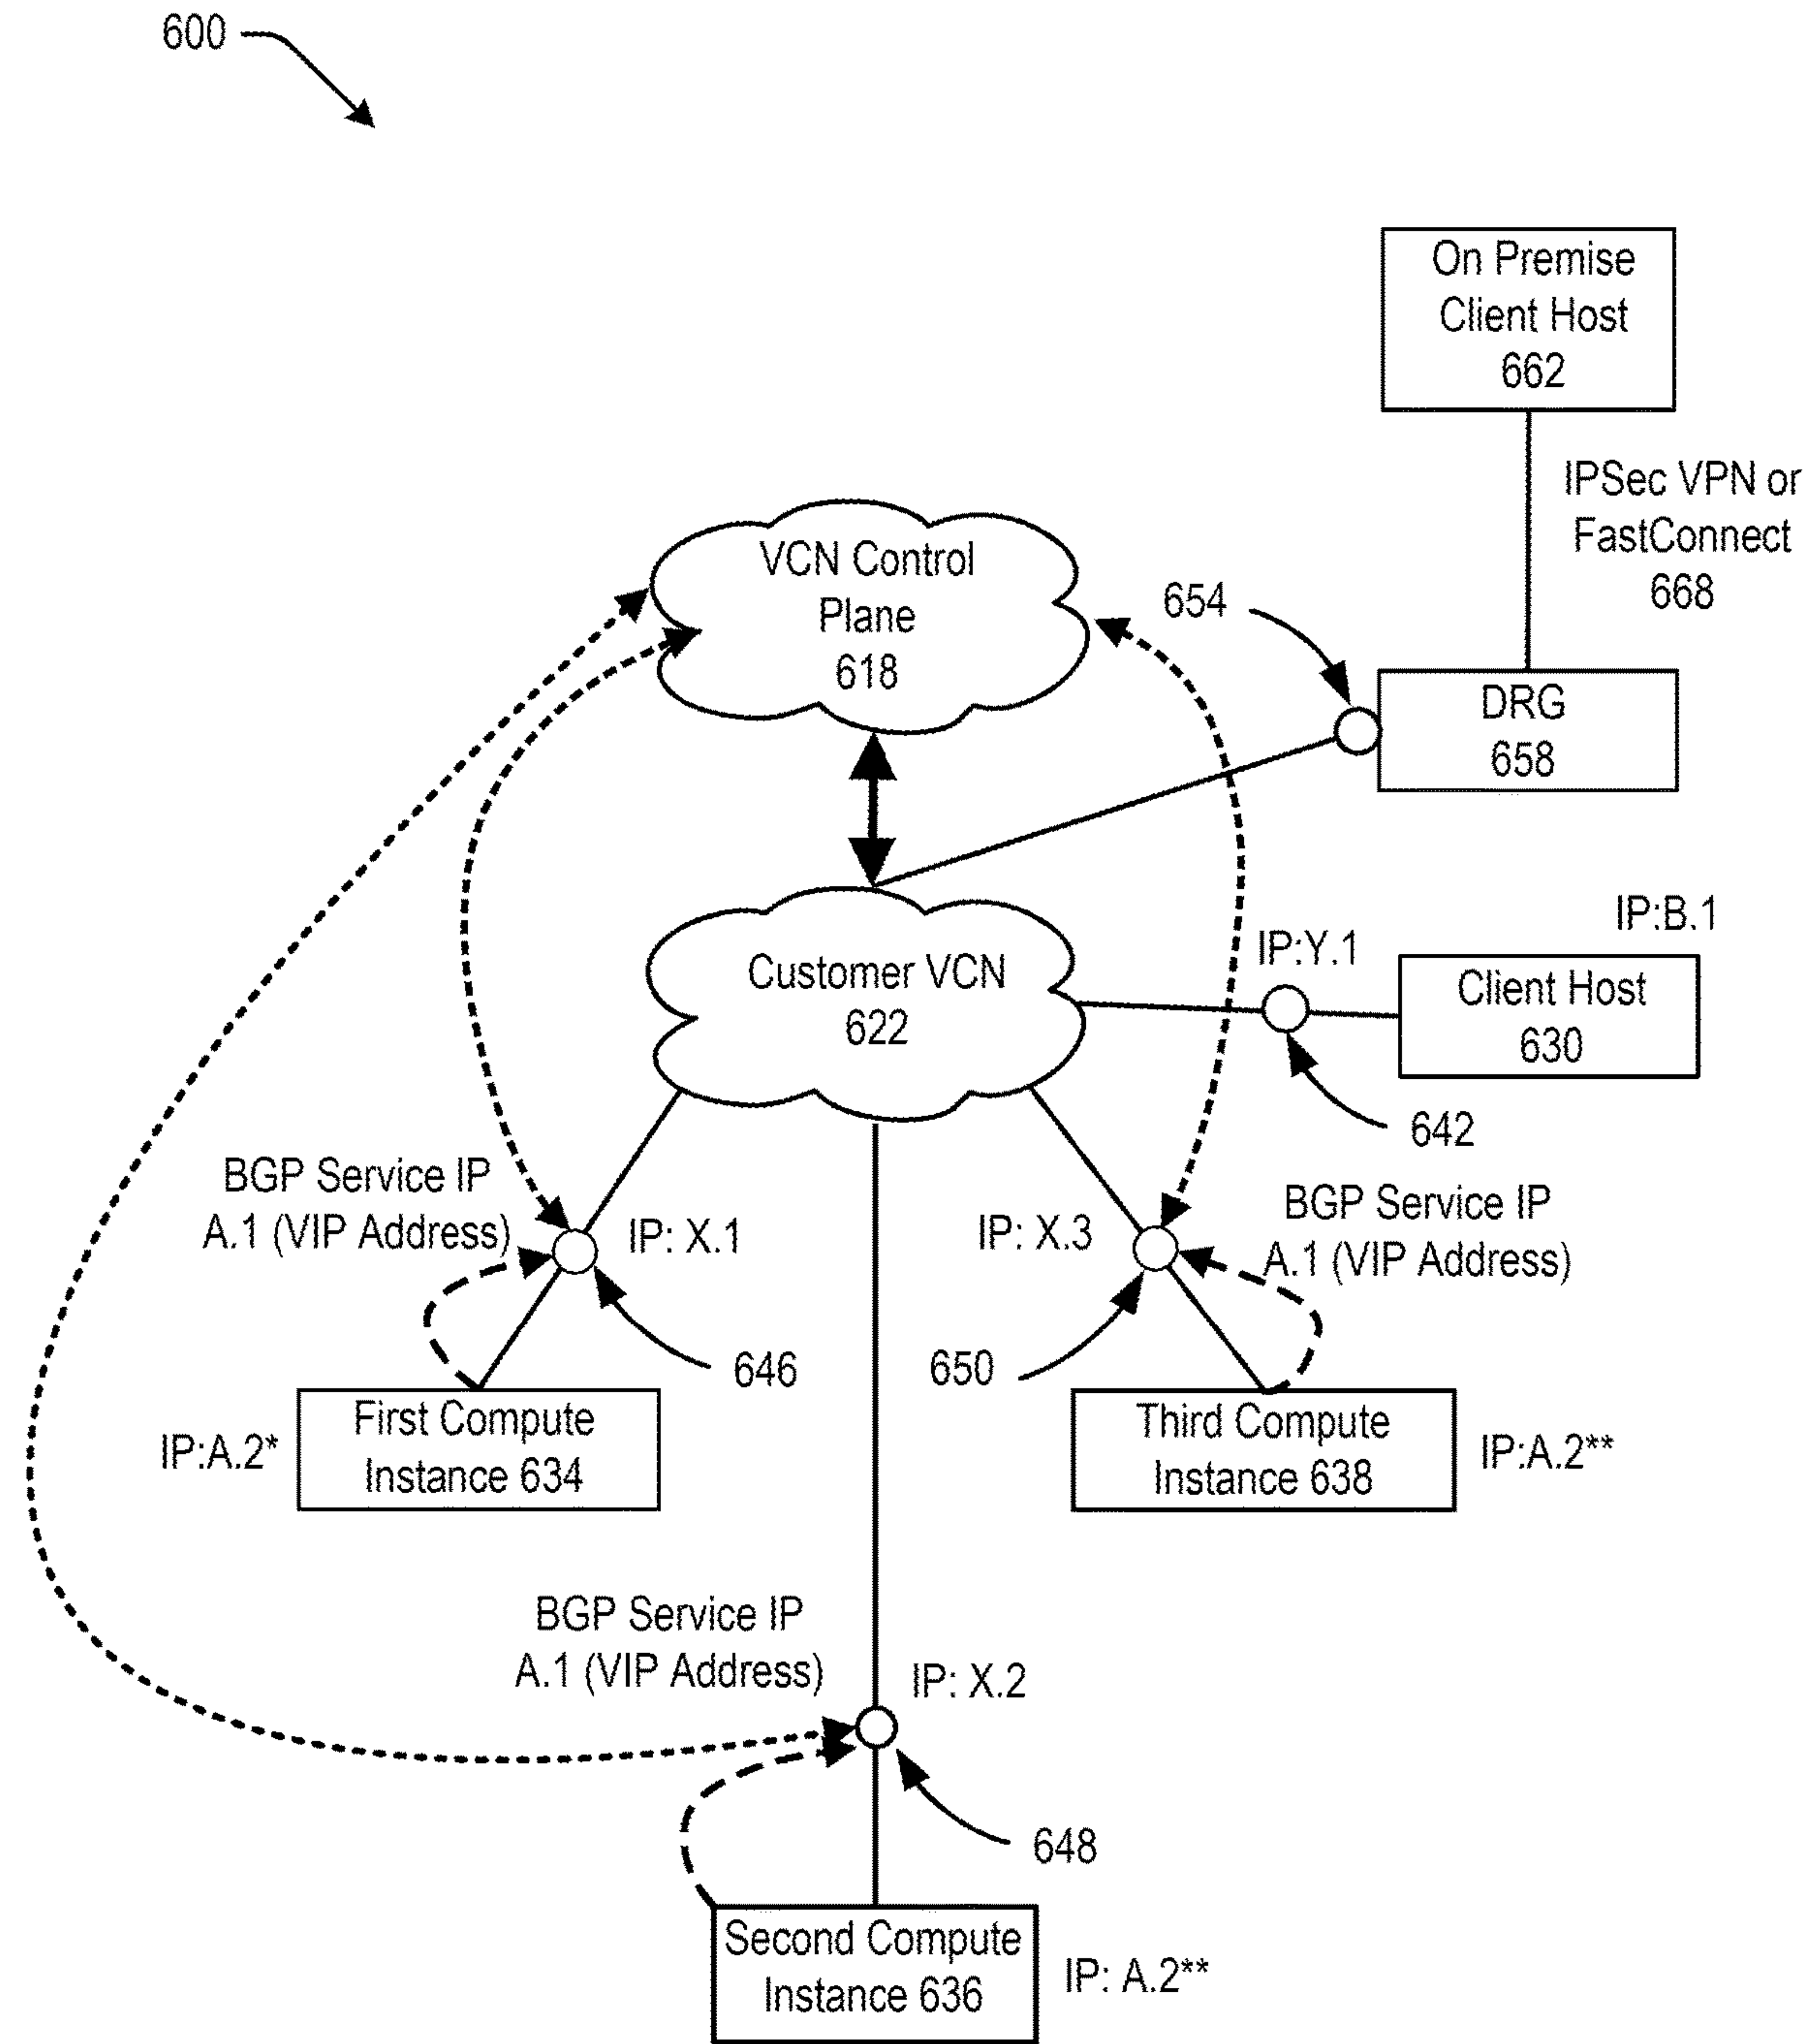 600
On Premise
Client Host
662
IPSec VPN or
FastConnect
668
VCN Control
Plane
618
654
DRG
658
IP:B.1
IP:Y.1
Customer VCN
622
Client Host
630
642
BGP Service IP
A.1 (VIP Address)
IP: X.1
IP: X.3
BGP Service IP
A.1 (VIP Address)
646
650
IP:A.2*
First Compute
Instance 634
Third Compute
Instance 638
IP:A.2**
BGP Service IP
A.1 (VIP Address)
IP: X.2
648
Second Compute
Instance 636
IP: A.2**